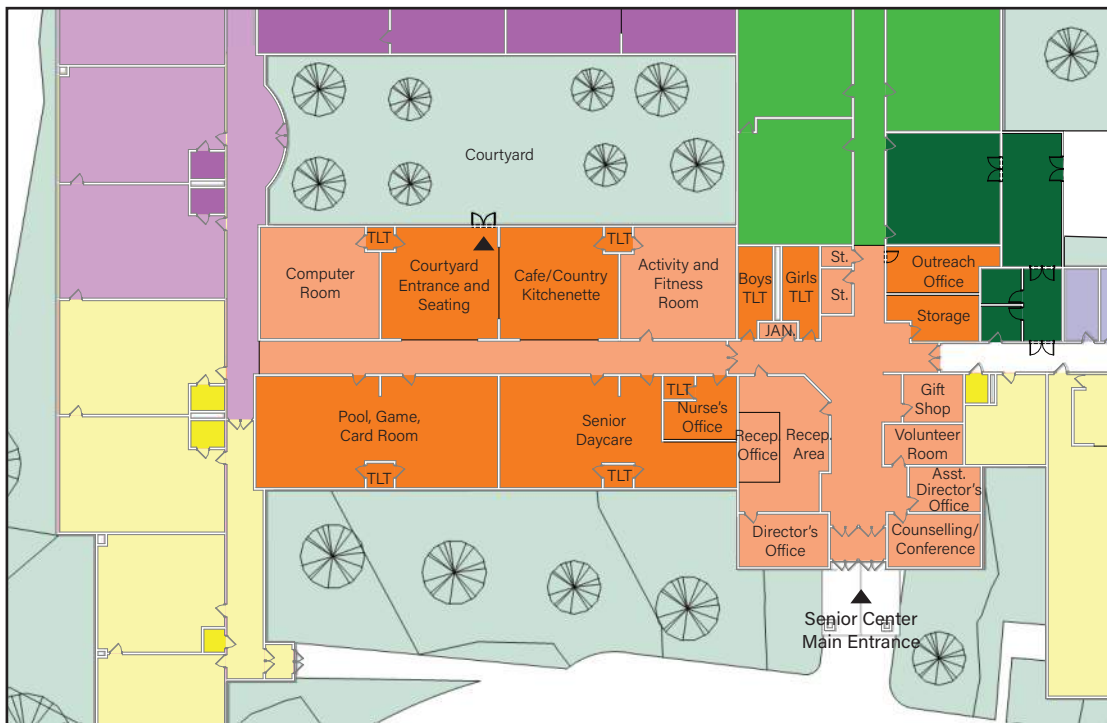 Courtyard
TLT
TLT
Computer
Room
Courtyard
Entrance and
Seating
Cafe/Country
Kitchenette
Activity and
Fitness
Room
Boys
TLT
Girls
TLT
St.
St.
JAN.
Outreach
Office
Storage
Pool, Game,
Card Room
TLT
Senior
Daycare
TLT
TLT
Nurse's
Office
Recep.
Office
Recep.
Area
Gift
Shop
Volunteer
Room
Asst.
Director's
Office
Director's
Office
Counselling/
Conference
Senior Center
Main Entrance